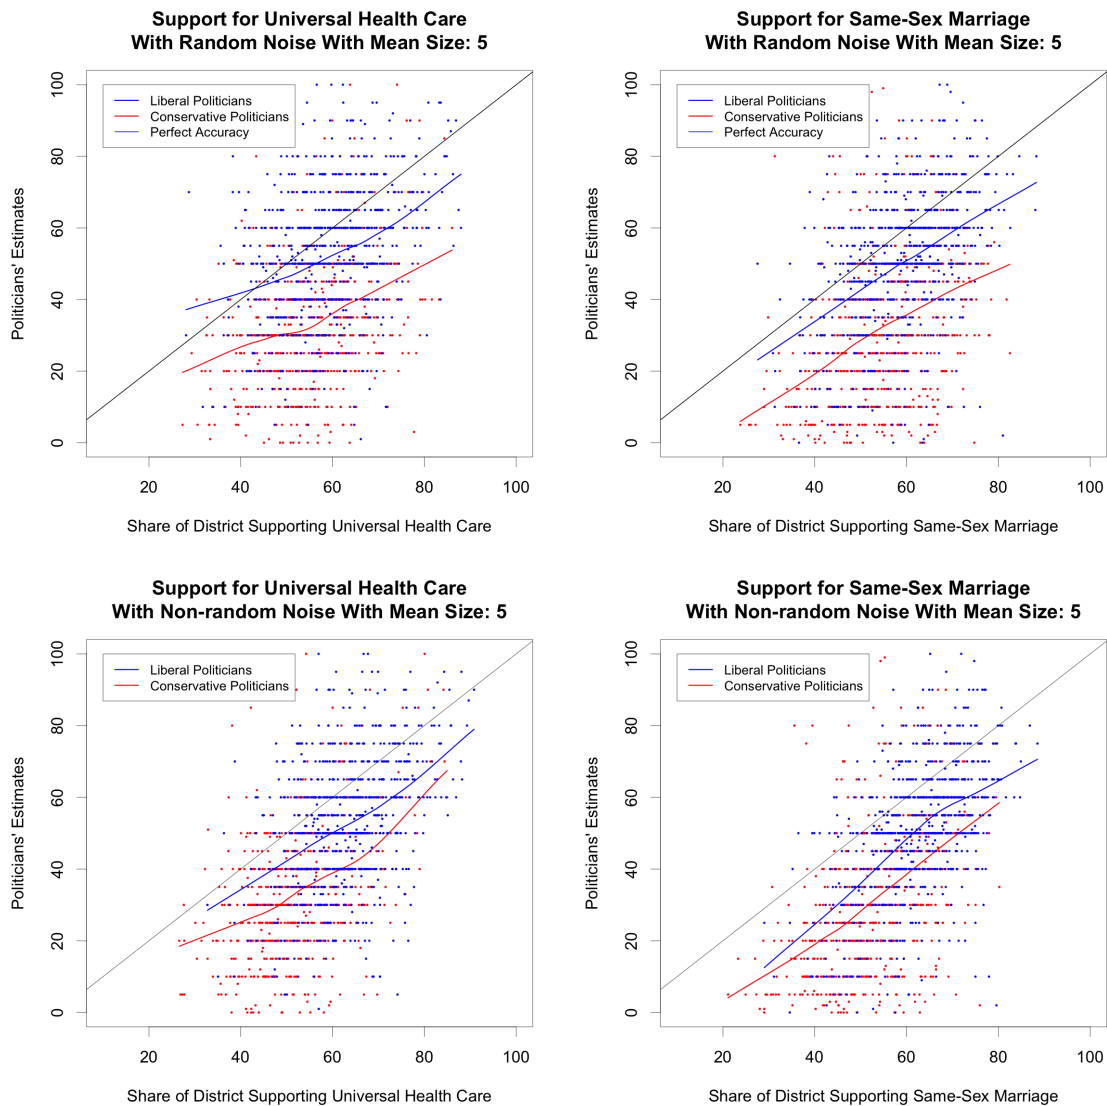 Support for Universal Health Care
With Random Noise With Mean Size: 5
Politicians' Estimates
100
80
60
40
20
0
Liberal Politicians
Conservative Politicians
Perfect Accuracy
20 40 60 80 100
Share of District Supporting Universal Health Care
Support for Same-Sex Marriage
With Random Noise With Mean Size: 5
Politicians' Estimates
100
80
60
40
20
0
Liberal Politicians
Conservative Politicians
Perfect Accuracy
20 40 60 80 100
Share of District Supporting Same-Sex Marriage
Support for Universal Health Care
With Non-random Noise With Mean Size: 5
Politicians' Estimates
100
80
60
40
20
0
Liberal Politicians
Conservative Politicians
20 40 60 80 100
Share of District Supporting Universal Health Care
Support for Same-Sex Marriage
With Non-random Noise With Mean Size: 5
Politicians' Estimates
100
80
60
40
20
0
Liberal Politicians
Conservative Politicians
20 40 60 80 100
Share of District Supporting Same-Sex Marriage